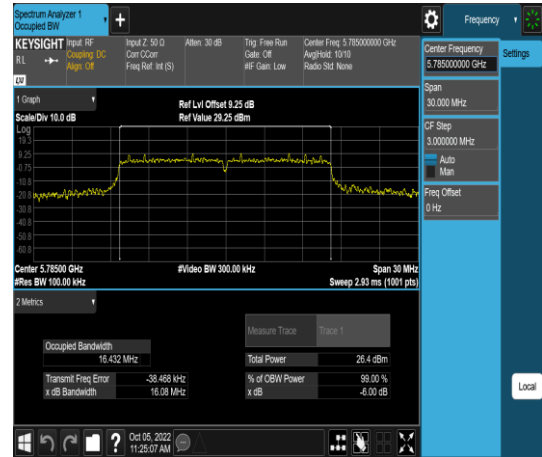 Spectrum Analyzer 1
Occupied BW
+
Frequency
KEYSIGHT
RL
Input: RF
Coupling: DC
Align: Off
Input Z: 50 Ω
Corr CCorr
Freq Ref: Int (S)
Atten: 30 dB
Trig: Free Run
Gate: Off
#IF Gain: Low
Center Freq: 5.785000000 GHz
Avg|Hold: 10/10
Radio Std: None
LXI
1 Graph
Scale/Div 10.0 dB
Ref Lvl Offset 9.25 dB
Ref Value 29.25 dBm
Log
19.3
9.25
-0.75
-10.8
-20.8
-30.8
-40.8
-50.8
-60.8
Center 5.78500 GHz
#Res BW 100.00 kHz
#Video BW 300.00 kHz
Span 30 MHz
Sweep 2.93 ms (1001 pts)
2 Metrics
Measure Trace Trace 1
Occupied Bandwidth
16.432 MHz
Total Power 26.4 dBm
Transmit Freq Error -38.468 kHz
% of OBW Power 99.00 %
x dB Bandwidth 16.08 MHz
x dB -6.00 dB
Center Frequency
5.785000000 GHz
Settings
Span
30.000 MHz
CF Step
3.000000 MHz
Auto
Man
Freq Offset
0 Hz
Local
?
Oct 05, 2022
11:25:07 AM